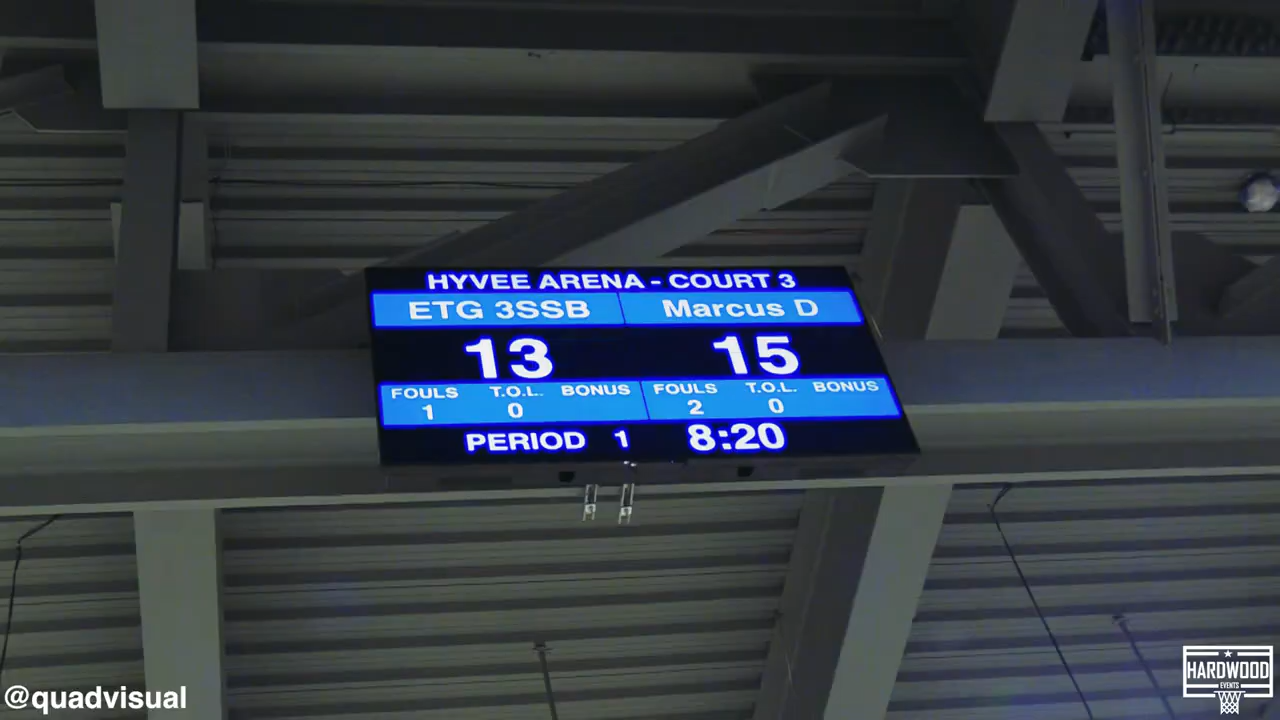 HYVEE ARENA - COURT 3
ETG 3SSB Marcus D
13 15
FOULS T.O.L. BONUS FOULS T.O.L. BONUS
1 0 2 0
PERIOD 1 8:20
@quadvisual
HARDWOOD
EVENTS